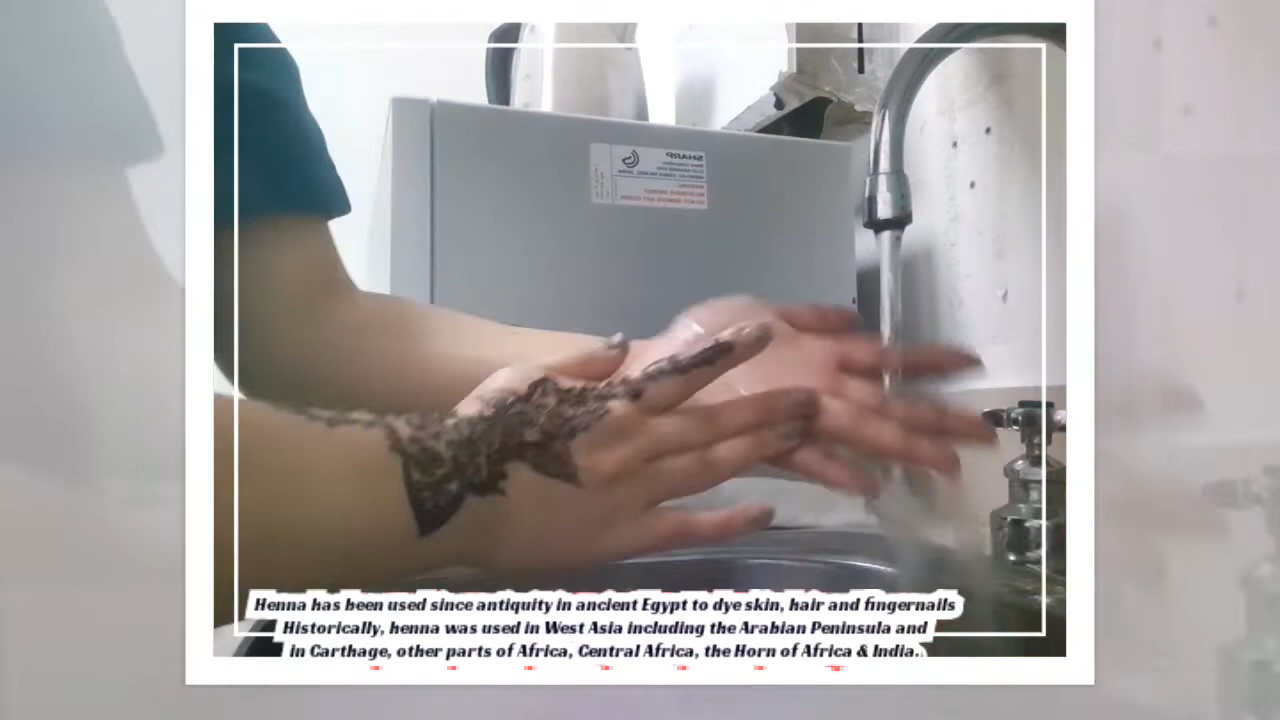 SHARP
Henna has been used since antiquity in ancient Egypt to dye skin, hair and fingernails
Historically, henna was used in West Asia including the Arabian Peninsula and
in Carthage, other parts of Africa, Central Africa, the Horn of Africa & India.